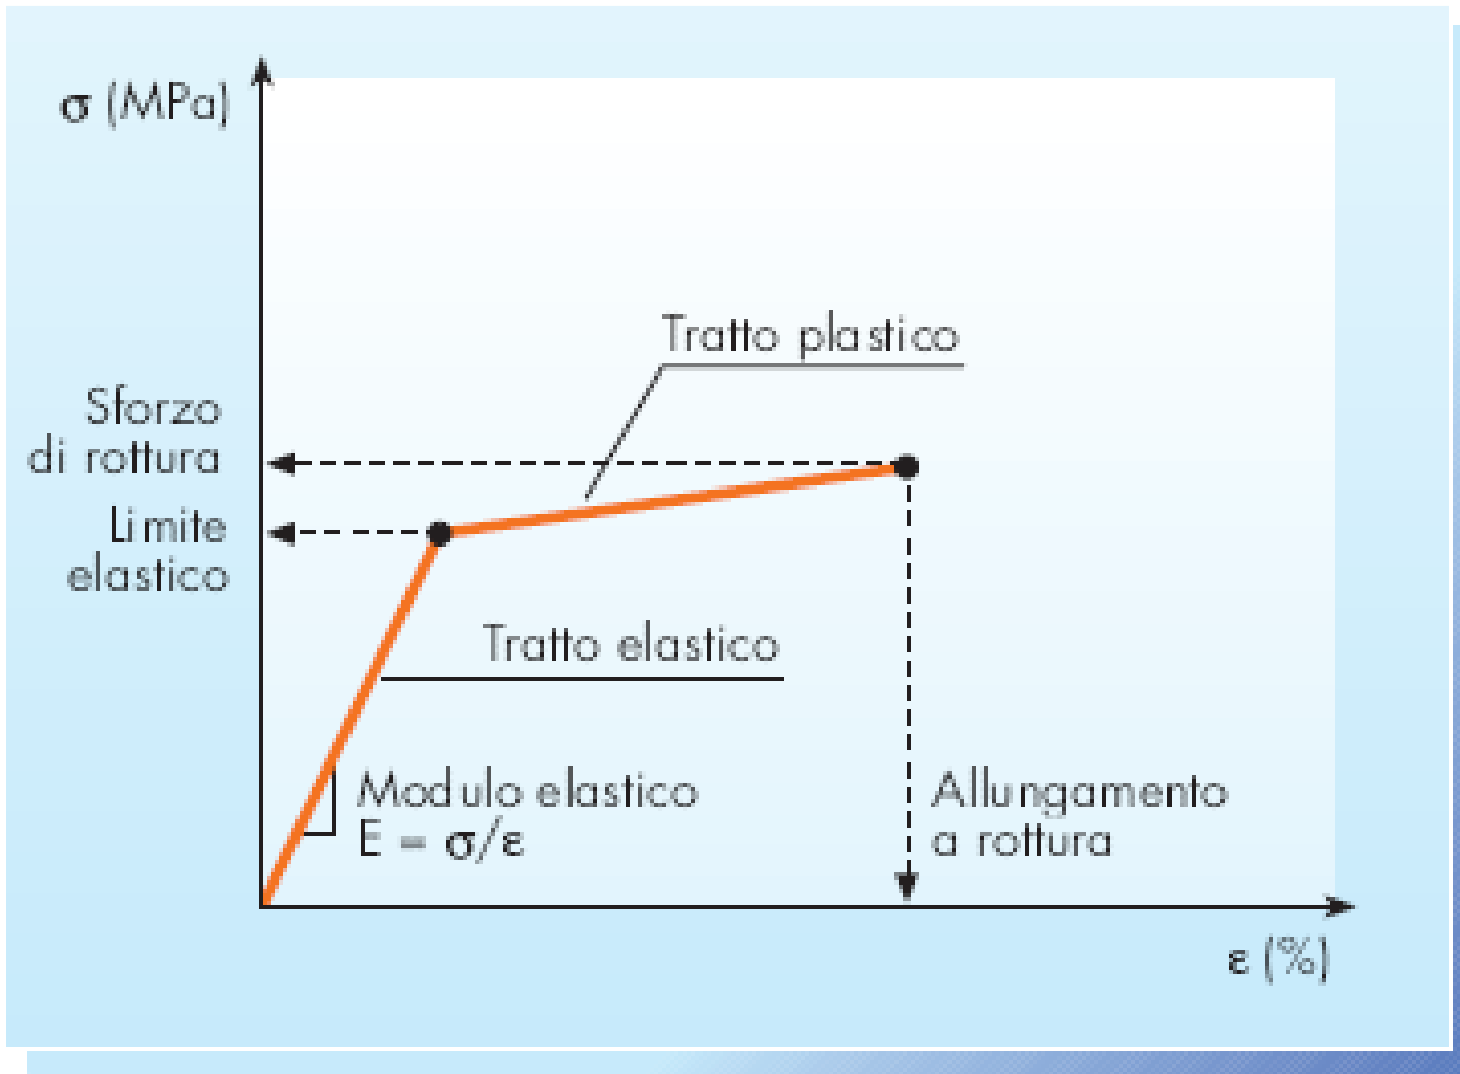 σ (MPa)
Tratto plastico
Sforzo
di rottura
Limite
elastico
Tratto elastico
Modulo elastico
E = σ/ε
Allungamento
a rottura
ε (%)